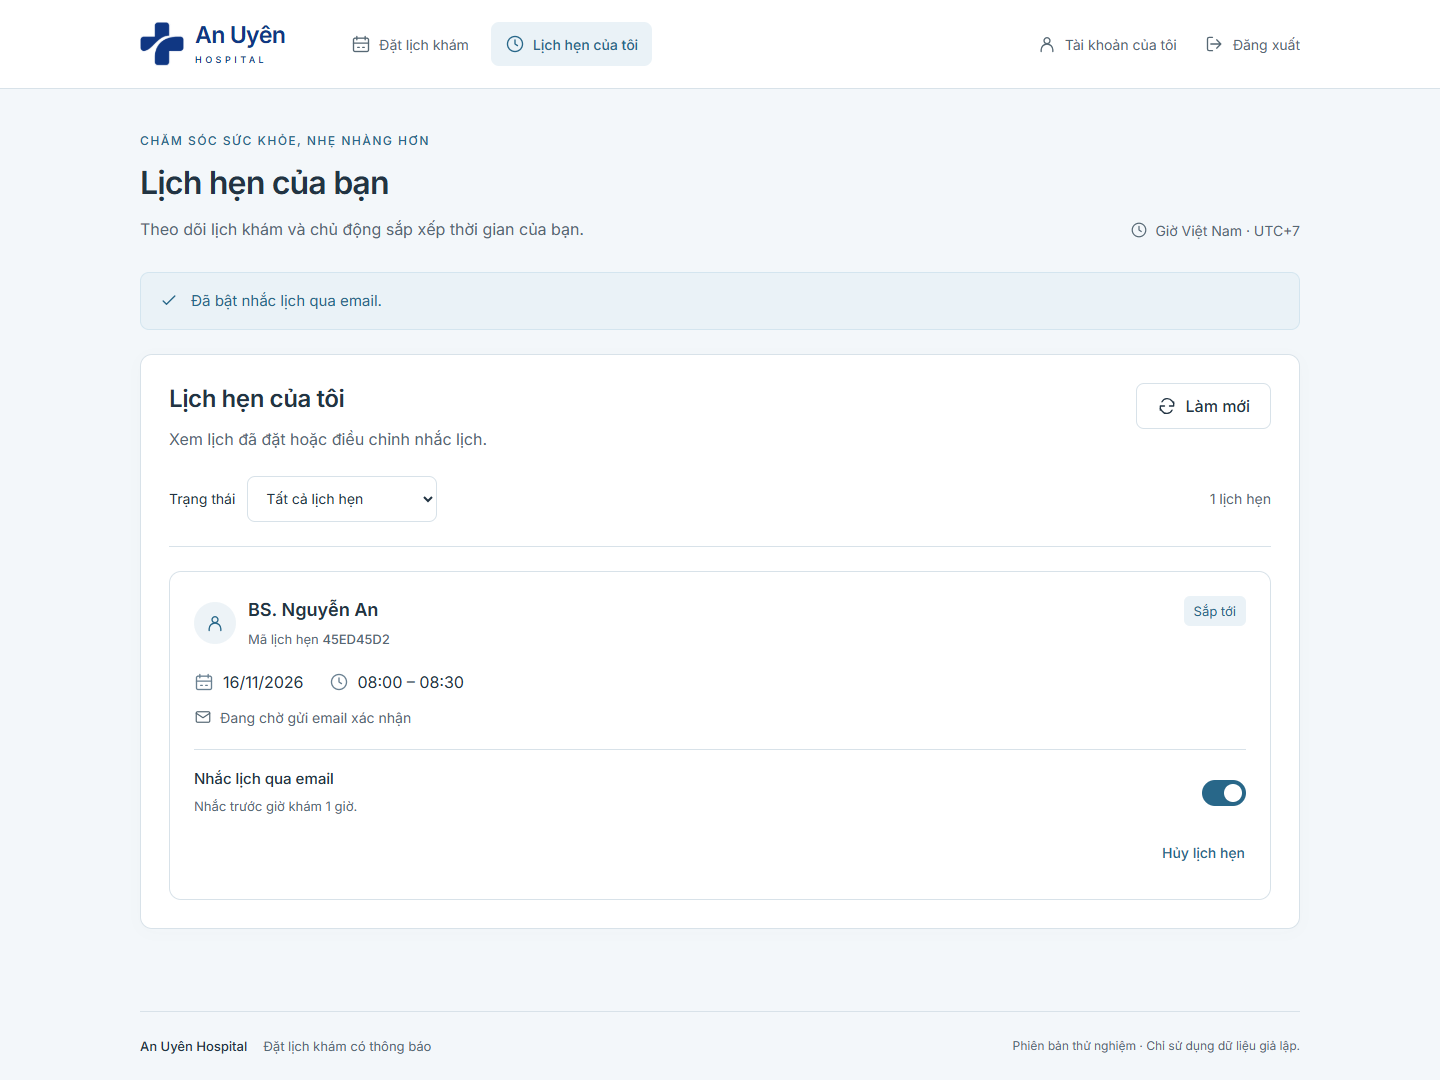 An Uyên
HOSPITAL
Đặt lịch khám
Lịch hẹn của tôi
Tài khoản của tôi
Đăng xuất
CHĂM SÓC SỨC KHỎE, NHẸ NHÀNG HƠN
Lịch hẹn của bạn
Theo dõi lịch khám và chủ động sắp xếp thời gian của bạn.
Giờ Việt Nam · UTC+7
Đã bật nhắc lịch qua email.
Lịch hẹn của tôi
Làm mới
Xem lịch đã đặt hoặc điều chỉnh nhắc lịch.
Trạng thái
Tất cả lịch hẹn
1 lịch hẹn
BS. Nguyễn An
Sắp tới
Mã lịch hẹn 45ED45D2
16/11/2026
08:00 – 08:30
Đang chờ gửi email xác nhận
Nhắc lịch qua email
Nhắc trước giờ khám 1 giờ.
Hủy lịch hẹn
An Uyên Hospital
Đặt lịch khám có thông báo
Phiên bản thử nghiệm · Chỉ sử dụng dữ liệu giả lập.